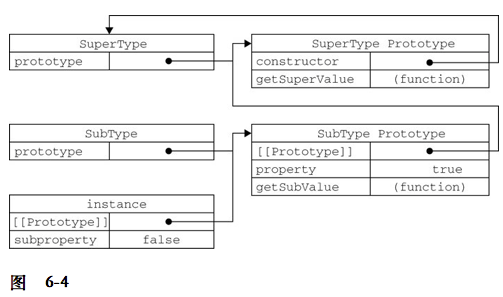 SuperType
prototype
SuperType Prototype
constructor
getSuperValue (function)
SubType
prototype
SubType Prototype
[[Prototype]]
property true
getSubValue (function)
instance
[[Prototype]]
subproperty false
图 6-4